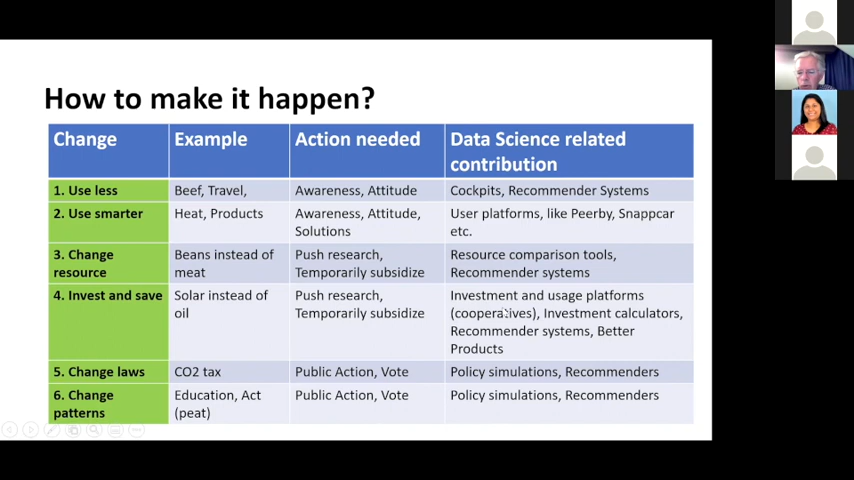 How to make it happen?
Change
Example
Action needed
Data Science related
contribution
1. Use less
Beef, Travel,
Awareness, Attitude
Cockpits, Recommender Systems
2. Use smarter
Heat, Products
Awareness, Attitude,
Solutions
User platforms, like Peerby, Snappcar
etc.
3. Change
resource
Beans instead of
meat
Push research,
Temporarily subsidize
Resource comparison tools,
Recommender systems
4. Invest and save
Solar instead of
oil
Push research,
Temporarily subsidize
Investment and usage platforms
(cooperatives), Investment calculators,
Recommender systems, Better
Products
5. Change laws
CO2 tax
Public Action, Vote
Policy simulations, Recommenders
6. Change
patterns
Education, Act
(peat)
Public Action, Vote
Policy simulations, Recommenders